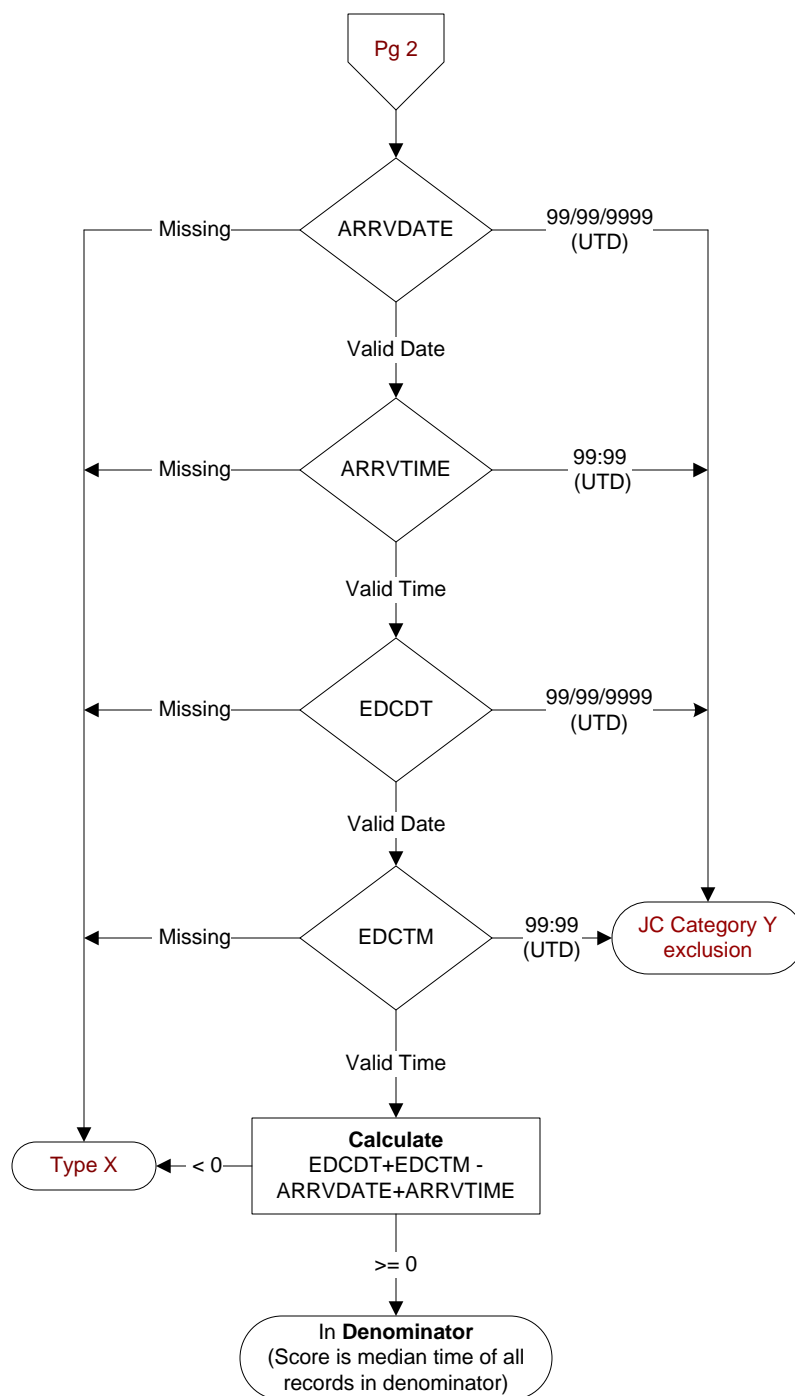 Pg 2
Missing
ARRVDATE
99/99/9999
(UTD)
Valid Date
Missing
ARRVTIME
99:99
(UTD)
Valid Time
Missing
EDCDT
99/99/9999
(UTD)
Valid Date
Missing
EDCTM
99:99
(UTD)
JC Category Y
exclusion
Valid Time
Type X
< 0
Calculate
EDCDT+EDCTM -
ARRVDATE+ARRVTIME
>= 0
In Denominator
(Score is median time of all
records in denominator)